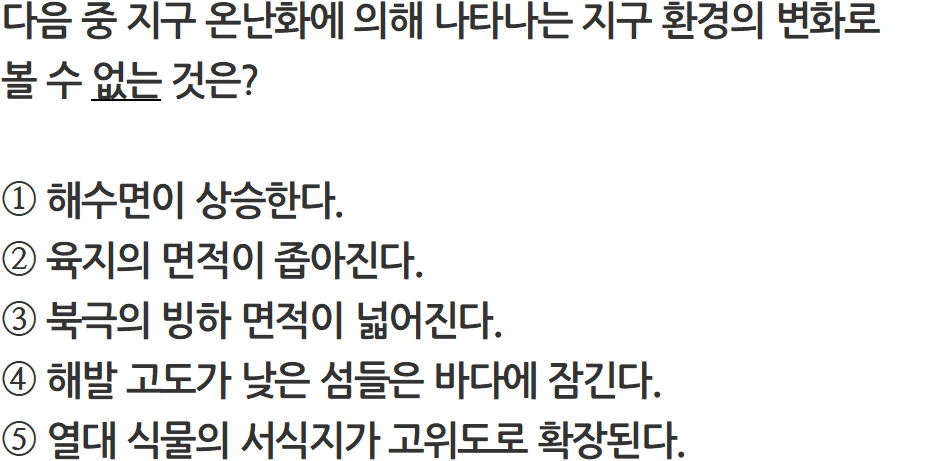 다음 중 지구 온난화에 의해 나타나는 지구 환경의 변화로
볼 수 없는 것은?
① 해수면이 상승한다.
② 육지의 면적이 좁아진다.
③ 북극의 빙하 면적이 넓어진다.
④ 해발 고도가 낮은 섬들은 바다에 잠긴다.
⑤ 열대 식물의 서식지가 고위도로 확장된다.